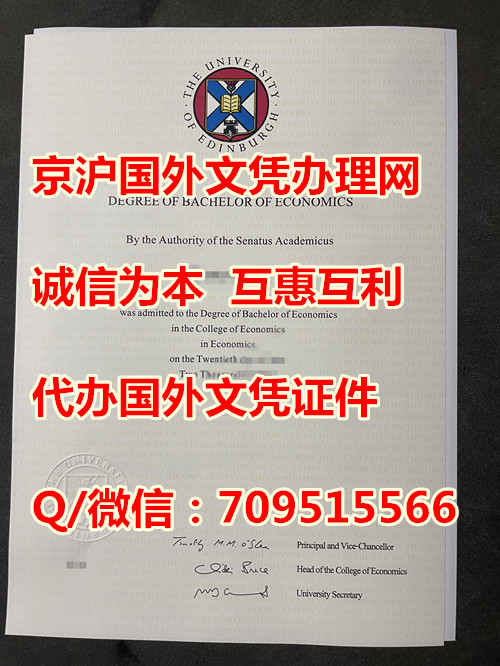 THE UNIVERSITY OF EDINBURGH
京沪国外文凭办理网
DEGREE OF BACHELOR OF ECONOMICS
By the Authority of the Senatus Academicus
诚信为本 互惠互利
was admitted to the Degree of Bachelor of Economics
in the College of Economics
in Economics
on the Twentieth
Two
代办国外文凭证件
Q/微信：709515566
Principal and Vice-Chancellor
Head of the College of Economics
University Secretary